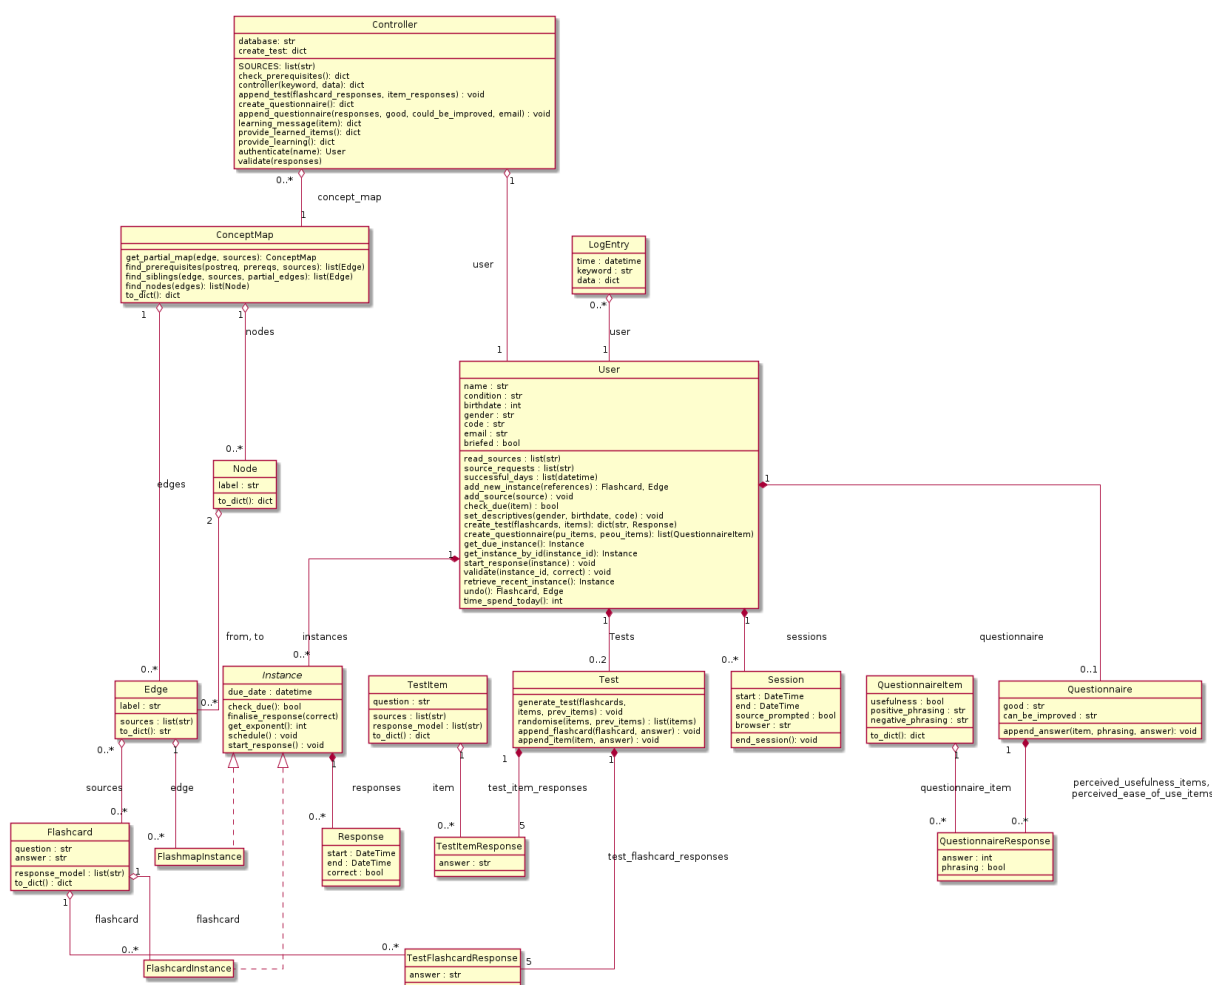 Controller
database: str
create_test: dict
SOURCES: list(str)
check_prerequisites(): dict
controller(keyword, data): dict
append_test(flashcard_responses, item_responses) : void
create_questionnaire(): dict
append_questionnaire(responses, good, could_be_improved, email) : void
learning_message(item): dict
provide_learned_items(): dict
provide_learning(): dict
authenticate(name): User
validate(responses)
0..*
1
concept_map
1
ConceptMap
get_partial_map(edge, sources): ConceptMap
find_prerequisites(postreq, prereqs, sources): list(Edge)
find_siblings(edge, sources, partial_edges): list(Edge)
find_nodes(edges): list(Node)
to_dict(): dict
user
LogEntry
time : datetime
keyword : str
data : dict
1
1
0..*
nodes
user
1
1
User
name : str
condition : str
birthdate : int
gender : str
code : str
email : str
briefed : bool
read_sources : list(str)
source_requests : list(str)
successful_days : list(datetime)
add_new_instance(references) : Flashcard, Edge
add_source(source) : void
check_due(item) : bool
set_descriptives(gender, birthdate, code) : void
create_test(flashcards, items): dict(str, Response)
create_questionnaire(pu_items, peou_items): list(QuestionnaireItem)
get_due_instance(): Instance
get_instance_by_id(instance_id): Instance
start_response(instance) : void
validate(instance_id, correct) : void
retrieve_recent_instance(): Instance
undo(): Flashcard, Edge
time_spend_today(): int
0..*
Node
label : str
to_dict(): dict
edges
2
1
1
1
1
from, to
instances
Tests
sessions
questionnaire
0..*
0..*
0..2
0..*
0..1
Edge
label : str
sources : list(str)
to_dict(): str
0..*
Instance
due_date : datetime
check_due(): bool
finalise_response(correct)
get_exponent(): int
schedule() : void
start_response() : void
TestItem
question : str
sources : list(str)
response_model : list(str)
to_dict() : dict
Test
generate_test(flashcards,
items, prev_items) : void
randomise(items, prev_items) : list(items)
append_flashcard(flashcard, answer) : void
append_item(item, answer) : void
Session
start : DateTime
end : DateTime
source_prompted : bool
browser : str
end_session(): void
QuestionnaireItem
usefulness : bool
positive_phrasing : str
negative_phrasing : str
to_dict(): dict
Questionnaire
good : str
can_be_improved : str
append_answer(item, phrasing, answer): void
0..*
1
1
1
1
1
1
1
sources
edge
responses
item
test_item_responses
questionnaire_item
perceived_usefulness_items,
perceived_ease_of_use_items
0..*
0..*
0..*
0..*
5
0..*
0..*
Flashcard
question : str
answer : str
response_model : list(str)
to_dict() : dict
FlashmapInstance
Response
start : DateTime
end : DateTime
correct : bool
TestItemResponse
answer : str
test_flashcard_responses
QuestionnaireResponse
answer : int
phrasing : bool
1
1
flashcard
flashcard
0..*
0..*
FlashcardInstance
TestFlashcardResponse
answer : str
5